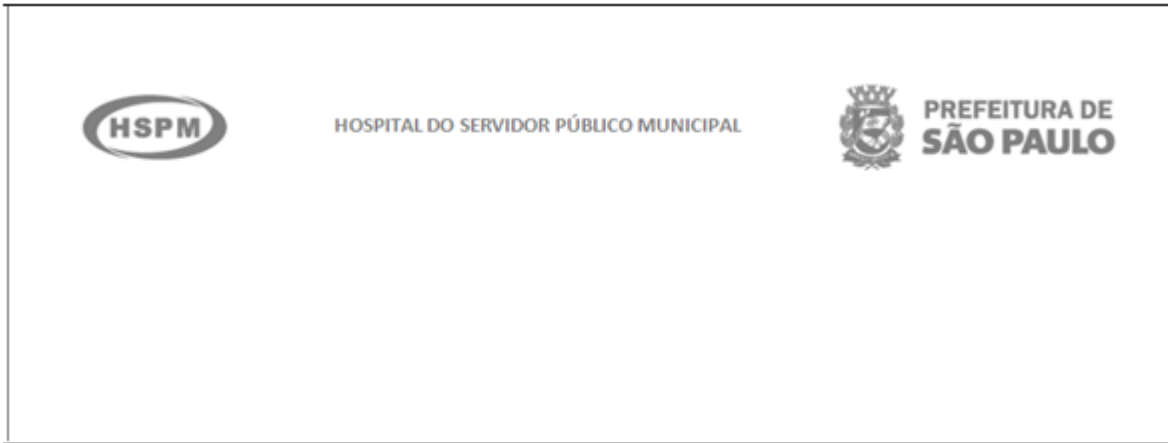 HSPM
HOSPITAL DO SERVIDOR PÚBLICO MUNICIPAL
PREFEITURA DE
SÃO PAULO